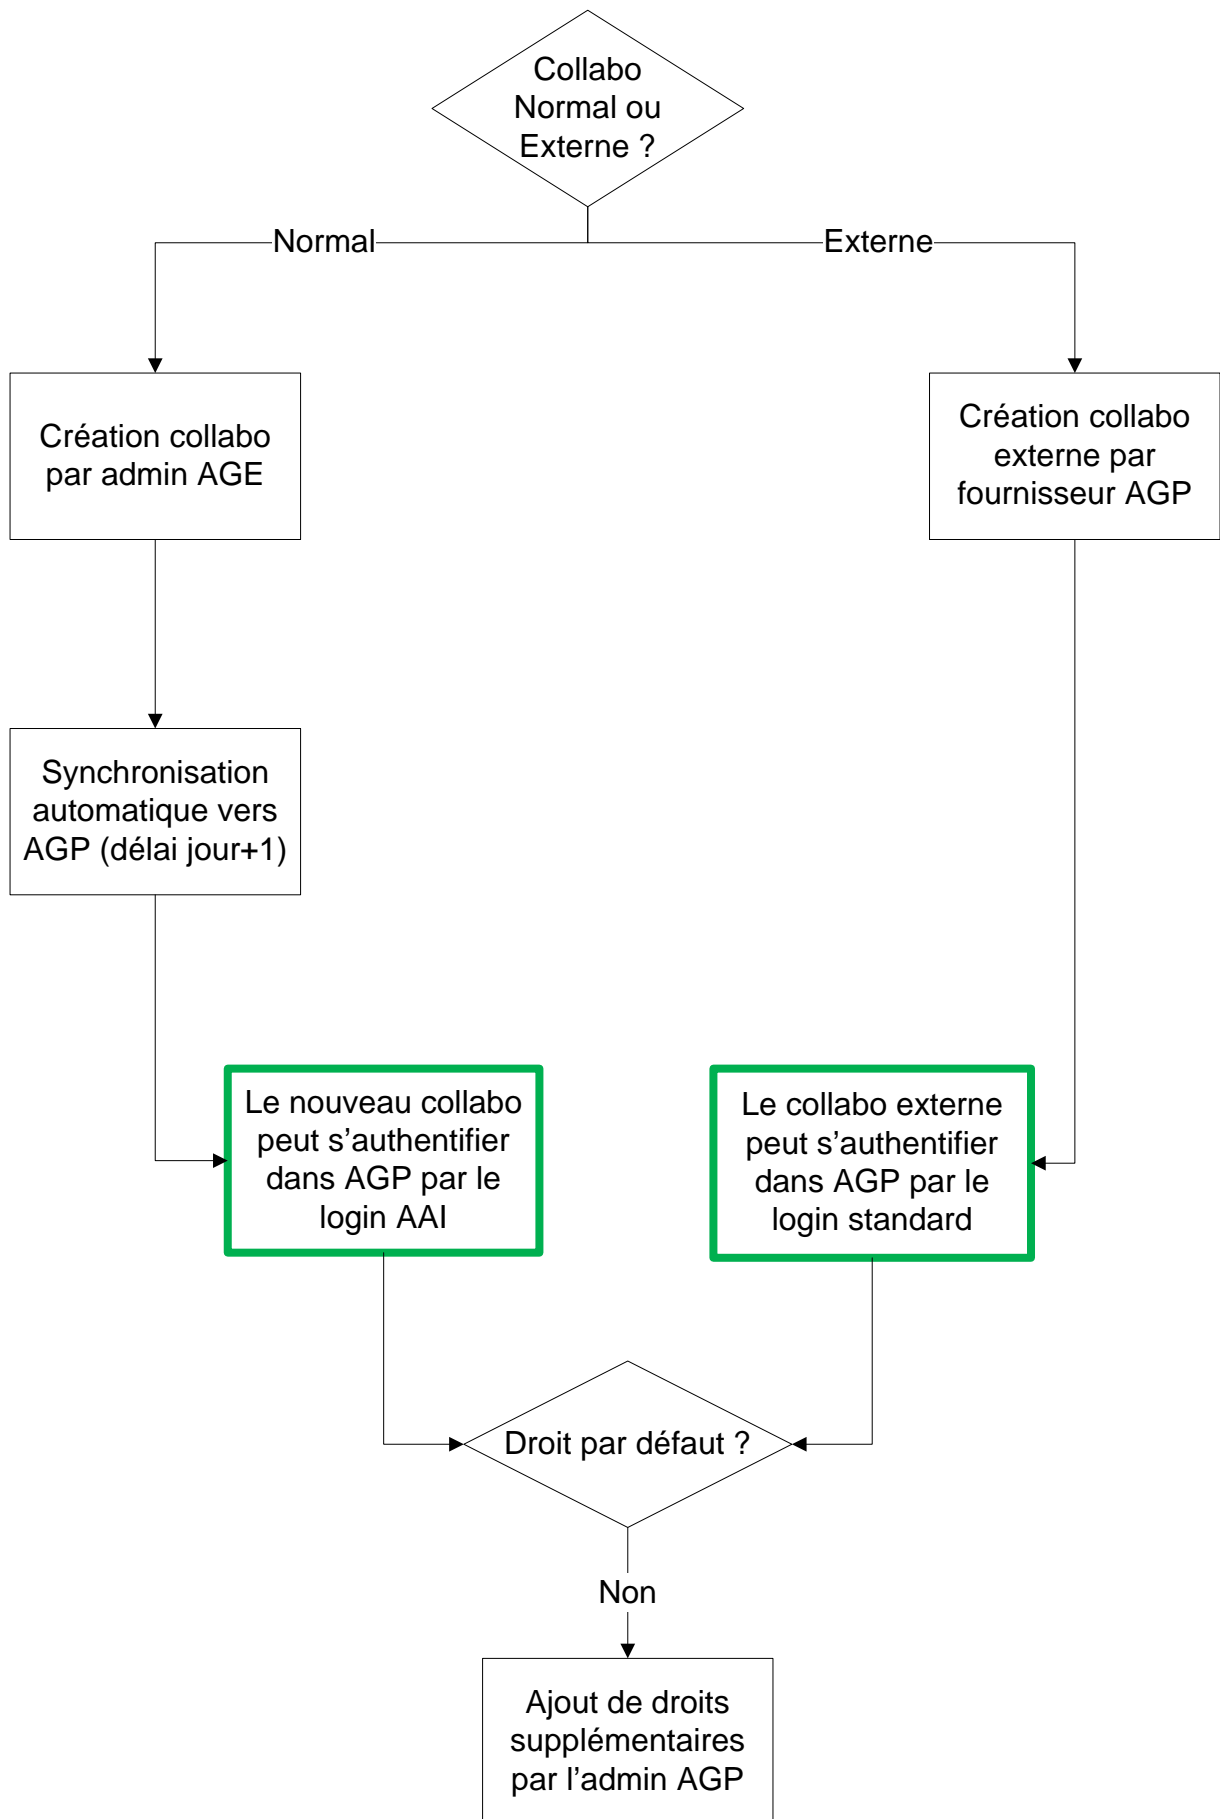 Collabo
Normal ou
Externe ?
Normal
Externe
Création collabo
par admin AGE
Création collabo
externe par
fournisseur AGP
Synchronisation
automatique vers
AGP (délai jour+1)
Le nouveau collabo
peut s’authentifier
dans AGP par le
login AAI
Le collabo externe
peut s’authentifier
dans AGP par le
login standard
Droit par défaut ?
Non
Ajout de droits
supplémentaires
par l’admin AGP